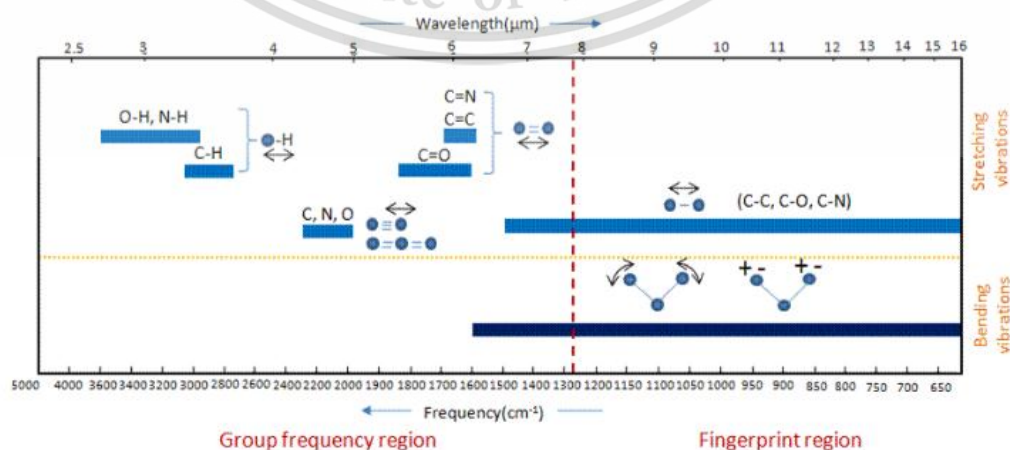 Wavelength(μm)
2.5 3 4 5 6 7 8 9 10 11 12 13 14 15 16
C=N
O-H, N-H
C=C
-H
C-H
C=O
Stretching vibrations
(C-C, C-O, C-N)
C, N, O
+ - + -
Bending vibrations
5000 4000 3600 3400 3200 3000 2800 2600 2400 2200 2000 1900 1800 1700 1600 1500 1400 1300 1200 1150 1100 1050 1000 950 900 850 800 750 700 650
Frequency(cm-1)
Group frequency region Fingerprint region